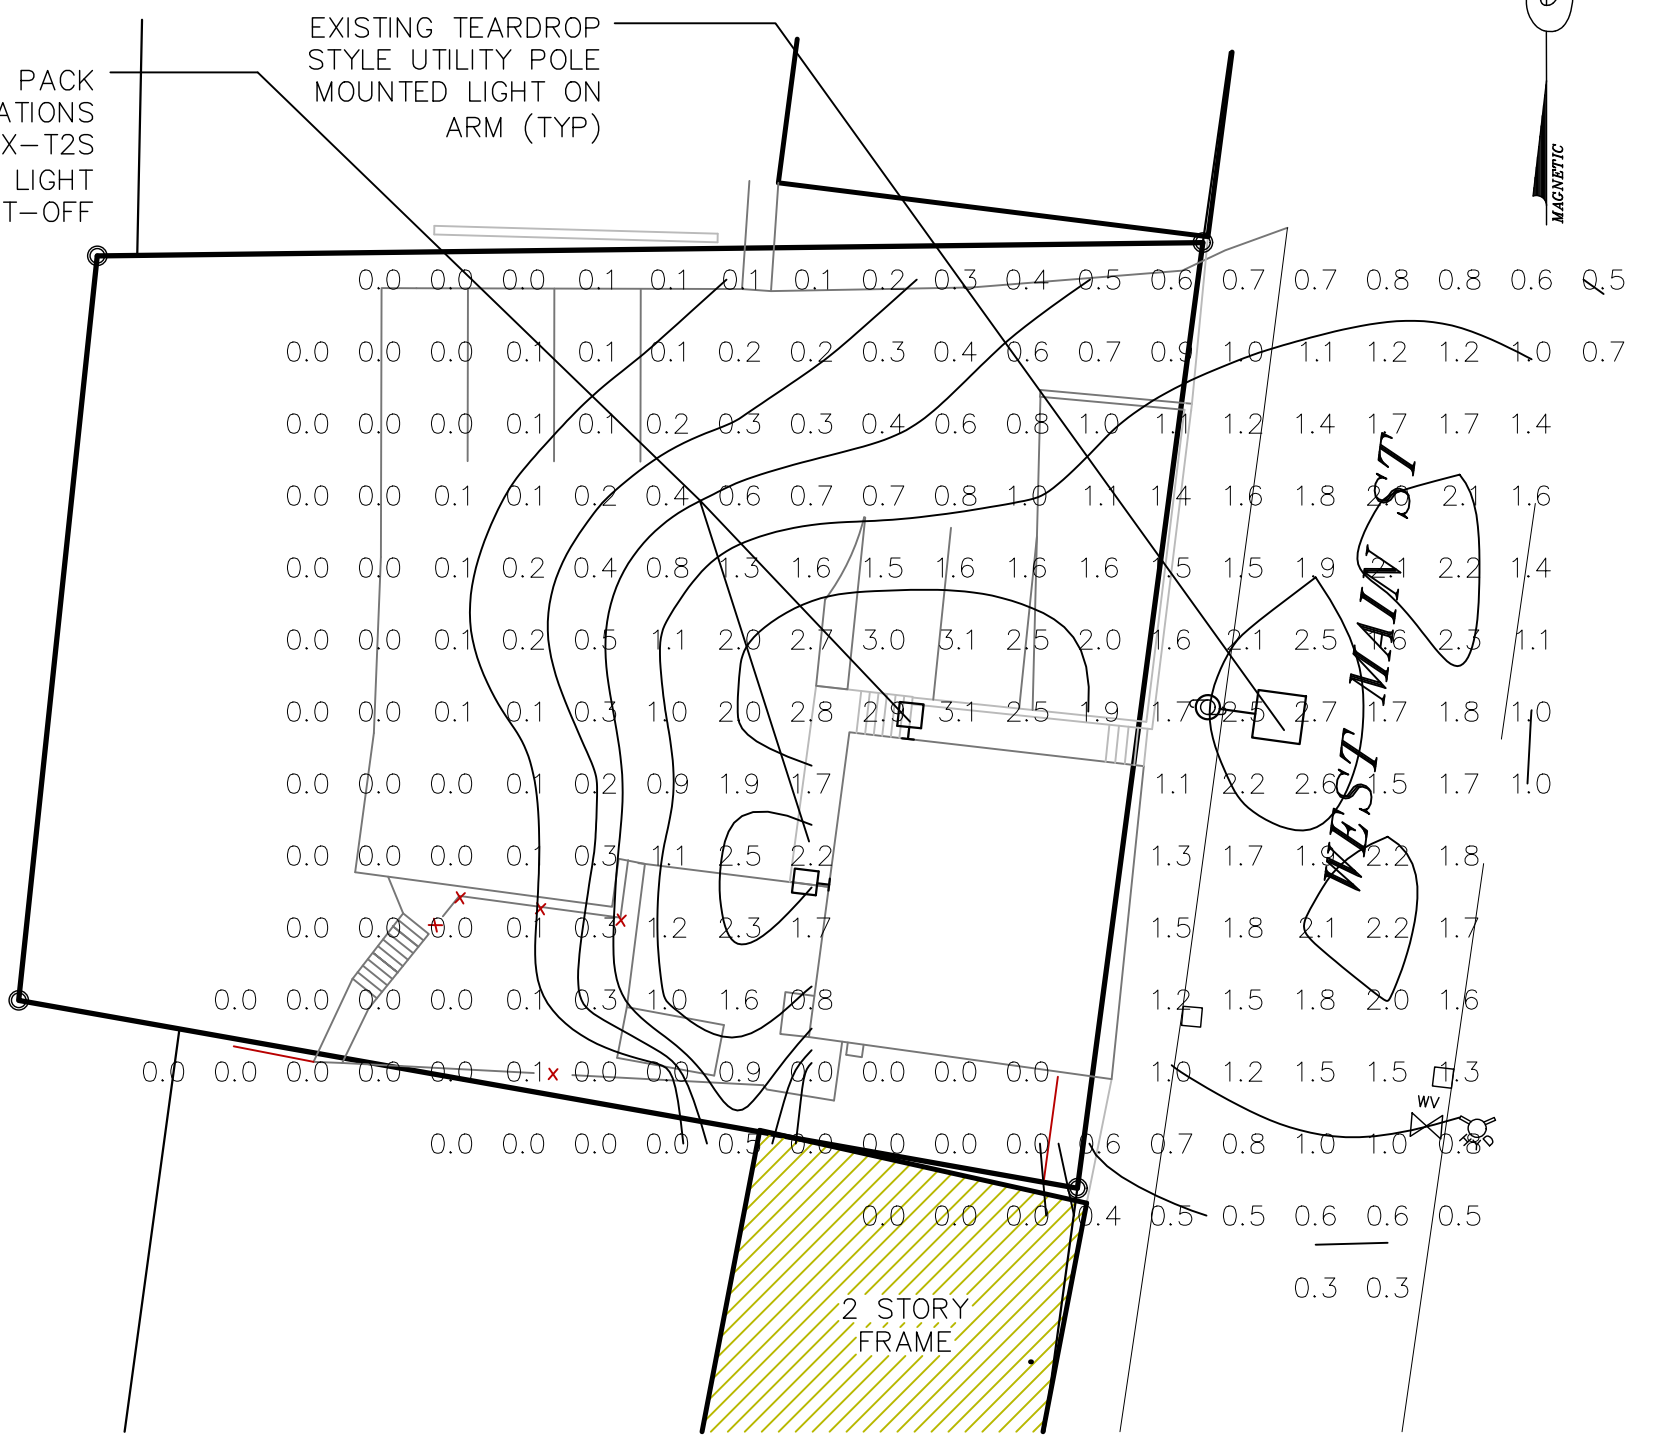 EXISTING TEARDROP
STYLE UTILITY POLE
MOUNTED LIGHT ON
ARM (TYP)
PACK
ATIONS
X-T2S
LIGHT
T-OFF
MAGNETIC
0.0 0.0 0.0 0.1 0.1 0.1 0.2 0.3 0.4 0.5 0.6 0.7 0.7 0.8 0.8 0.6 0.5
0.0 0.0 0.0 0.1 0.1 0.1 0.2 0.2 0.3 0.4 0.6 0.7 0.9 1.0 1.1 1.2 1.2 1.0 0.7
0.0 0.0 0.0 0.1 0.1 0.2 0.3 0.3 0.4 0.6 0.8 1.0 1.1 1.2 1.4 1.7 1.7 1.4
0.0 0.0 0.1 0.1 0.2 0.4 0.6 0.7 0.7 0.8 1.0 1.1 1.4 1.6 1.8 2.0 2.1 1.6
0.0 0.0 0.1 0.2 0.4 0.8 1.3 1.6 1.5 1.6 1.6 1.6 1.5 1.5 1.9 2.1 2.2 1.4
0.0 0.0 0.1 0.2 0.5 1.1 2.0 2.7 3.0 3.1 2.5 2.0 1.6 2.1 2.5 1.6 2.3 1.1
0.0 0.0 0.1 0.1 0.3 1.0 2.0 2.8 2.9 3.1 2.5 1.9 1.7 2.5 2.7 1.7 1.8 1.0
0.0 0.0 0.0 0.1 0.2 0.9 1.9 1.7 1.1 2.2 2.6 1.5 1.7 1.0
0.0 0.0 0.0 0.1 0.3 1.1 2.5 2.2 1.3 1.7 1.9 2.2 1.8
0.0 0.0 0.0 0.1 0.3 1.2 2.3 1.7 1.5 1.8 2.1 2.2 1.7
0.0 0.0 0.0 0.0 0.1 0.3 1.0 1.6 0.8 1.2 1.5 1.8 2.0 1.6
0.0 0.0 0.0 0.0 0.0 0.1 0.0 0.0 0.9 0.0 0.0 0.0 0.0 1.0 1.2 1.5 1.5 1.3
0.0 0.0 0.0 0.0 0.5 0.0 0.0 0.0 0.0 0.6 0.7 0.8 1.0 1.0 0.8
0.0 0.0 0.0 0.4 0.5 0.5 0.6 0.6 0.5
0.3 0.3
WEST MAIN ST
WV
2 STORY
FRAME